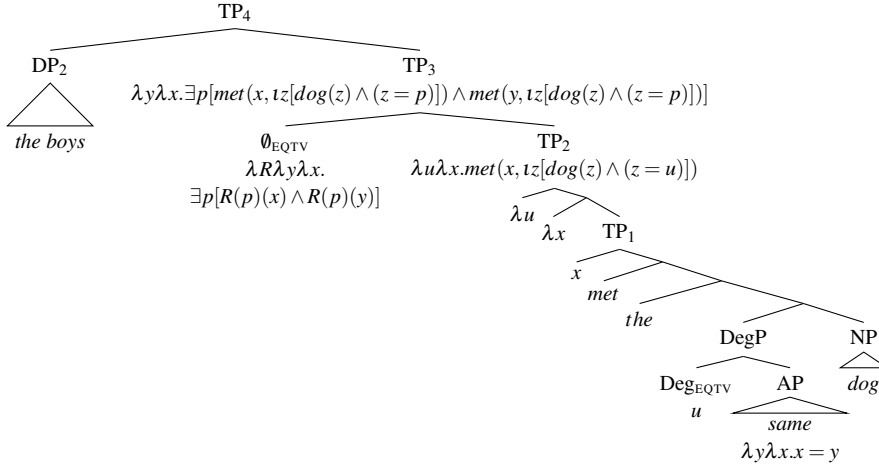 TP₄
DP₂ TP₃
λyλx.∃p[met(x, ιz[dog(z) ∧ (z = p)]) ∧ met(y, ιz[dog(z) ∧ (z = p)])]
the boys ∅EQTV TP₂
λRλyλx. λuλx.met(x, ιz[dog(z) ∧ (z = u)])
∃p[R(p)(x) ∧ R(p)(y)]
λu
λx TP₁
x
met
the
DegP NP
DegEQTV AP dog
u same
λyλx.x = y